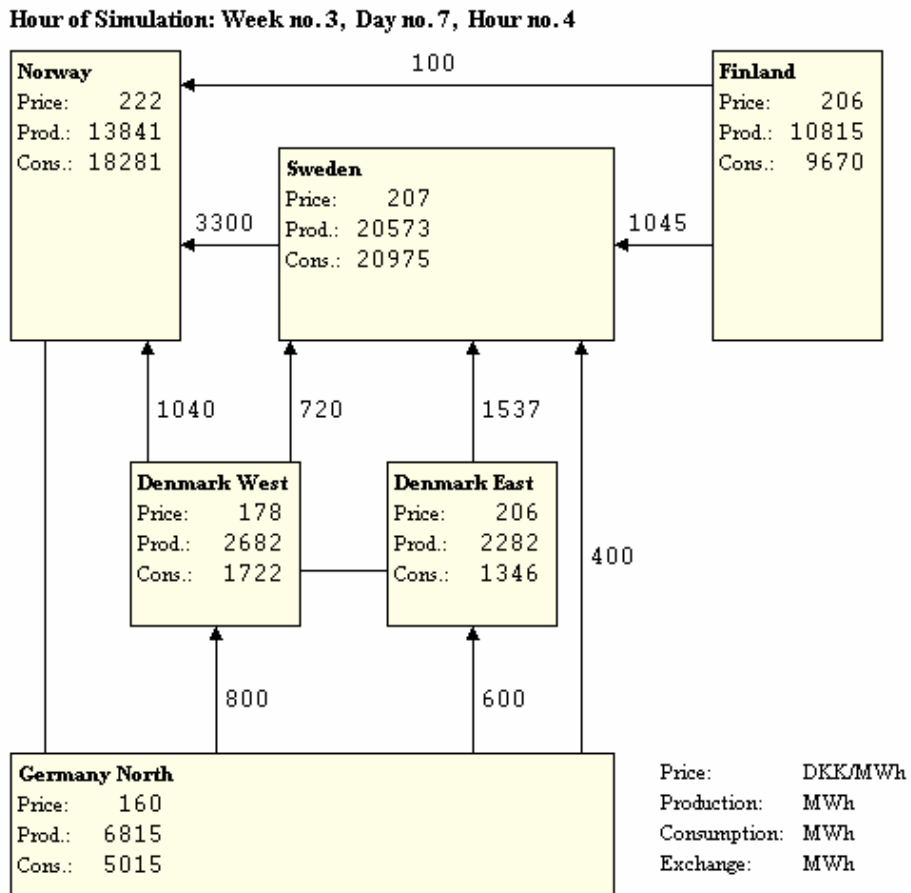 Hour of Simulation: Week no. 3, Day no. 7, Hour no. 4
100
Norway
Price: 222
Prod.: 13841
Cons.: 18281
Finland
Price: 206
Prod.: 10815
Cons.: 9670
Sweden
Price: 207
Prod.: 20573
Cons.: 20975
3300
1045
1040
720
1537
Denmark West
Price: 178
Prod.: 2682
Cons.: 1722
Denmark East
Price: 206
Prod.: 2282
Cons.: 1346
400
800
600
Germany North
Price: 160
Prod.: 6815
Cons.: 5015
Price: DKK/MWh
Production: MWh
Consumption: MWh
Exchange: MWh